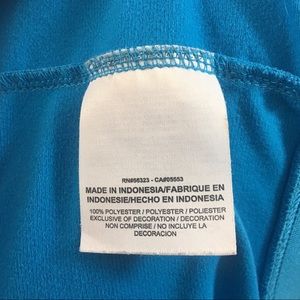 RN#56323 - CA#05553
MADE IN INDONESIA/FABRIQUE EN
INDONESIE/HECHO EN INDONESIA
100% POLYESTER / POLYESTER / POLIESTER
EXCLUSIVE OF DECORATION / DECORATION
NON COMPRISE / NO INCLUYE LA
DECORACION